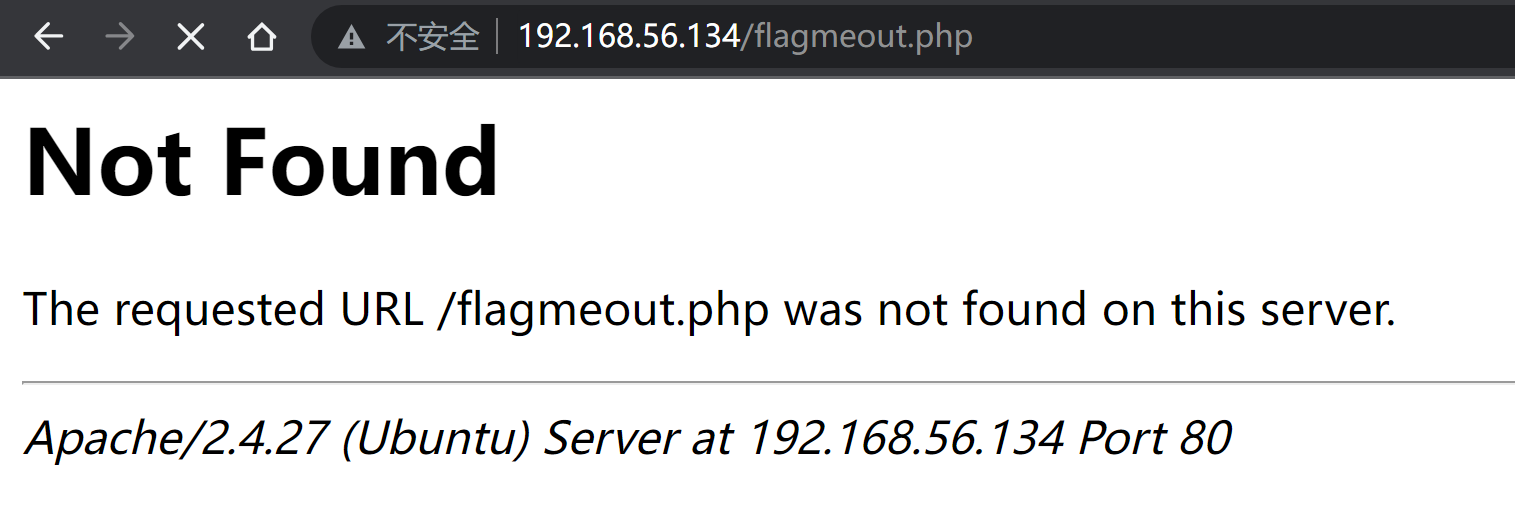 不安全 192.168.56.134/flagmeout.php
Not Found
The requested URL /flagmeout.php was not found on this server.
Apache/2.4.27 (Ubuntu) Server at 192.168.56.134 Port 80